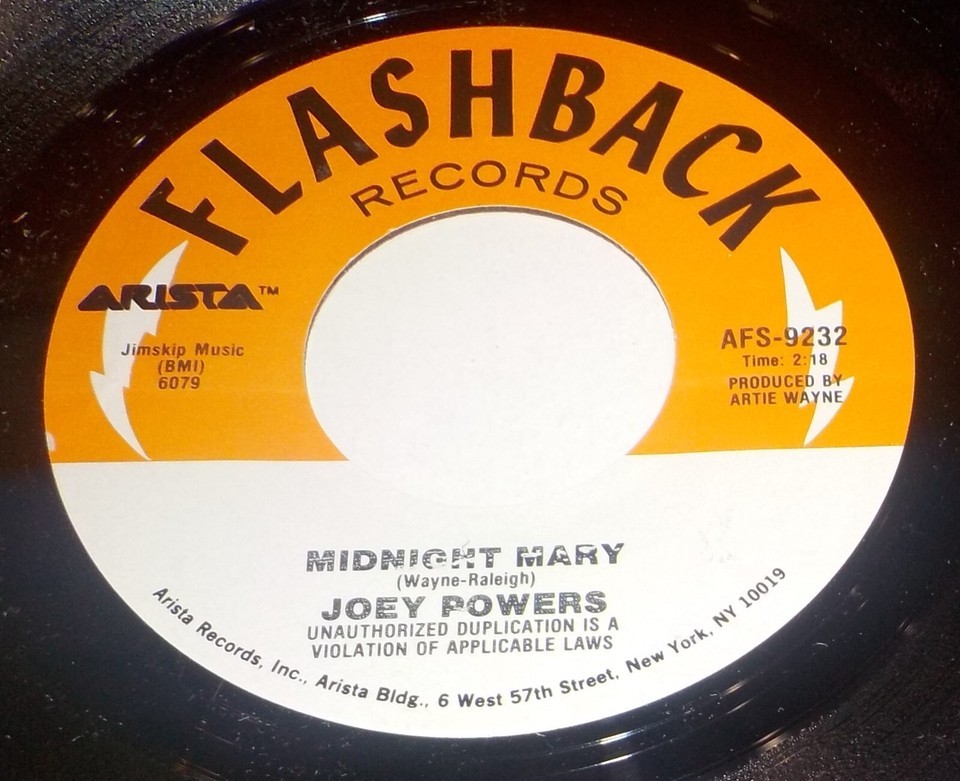 FLASHBACK
RECORDS
ARISTA™
Jimskip Music
(BMI)
6079
AFS-9232
Time: 2:18
PRODUCED BY
ARTIE WAYNE
MIDNIGHT MARY
(Wayne-Raleigh)
JOEY POWERS
UNAUTHORIZED DUPLICATION IS A
VIOLATION OF APPLICABLE LAWS
Arista Records, Inc., Arista Bldg., 6 West 57th Street, New York, NY 10019